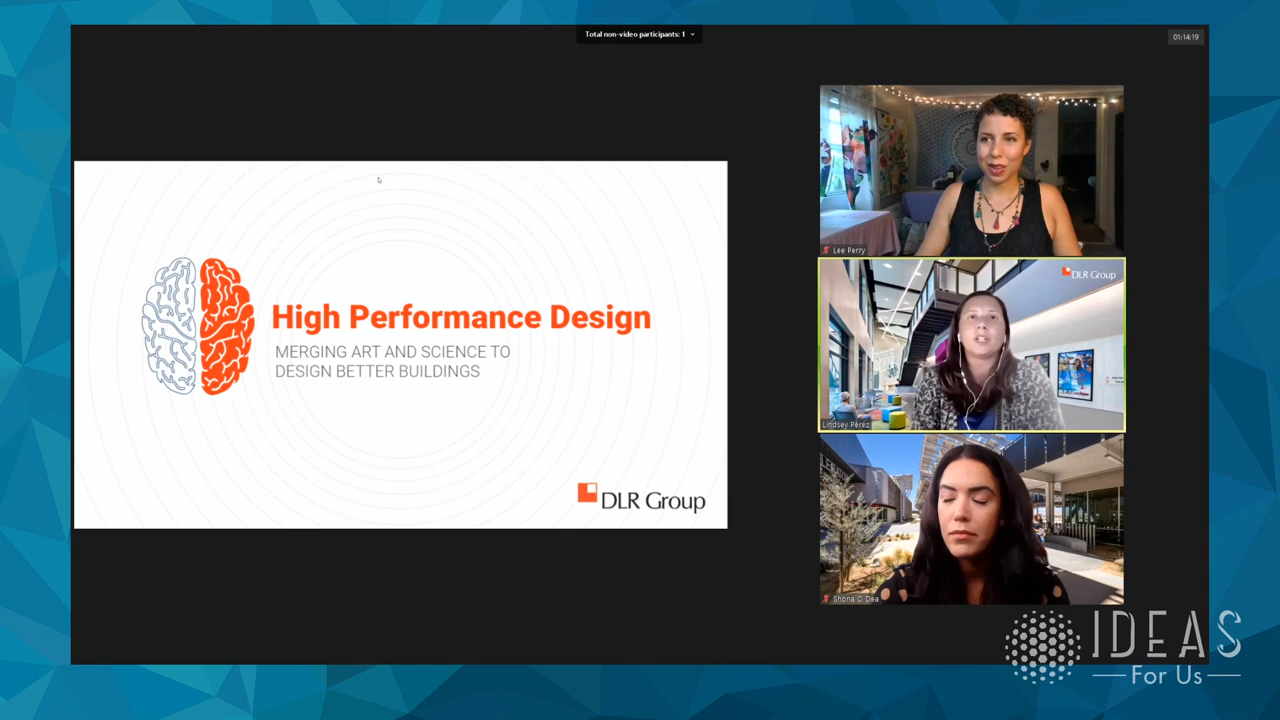 Total non-video participants: 1
01:14:19
High Performance Design
MERGING ART AND SCIENCE TO
DESIGN BETTER BUILDINGS
DLR Group
Lee Perry
DLR Group
Lindsey Perez
Shona O Dea
IDEAS
For Us